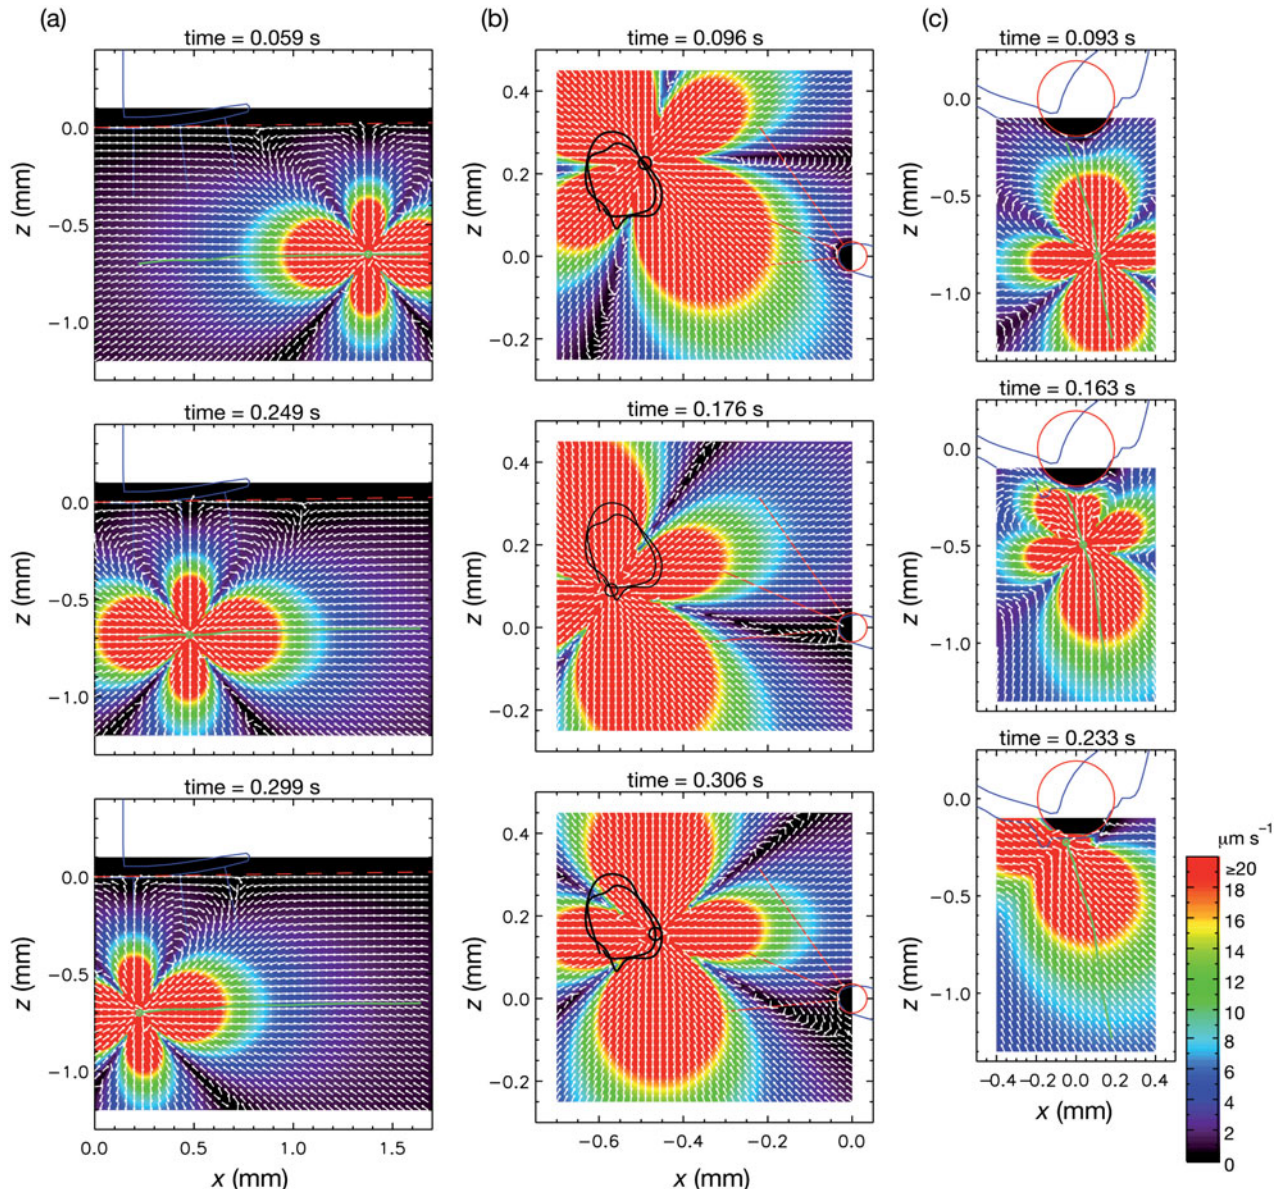 (a)
(b)
(c)
time = 0.059 s
time = 0.096 s
time = 0.093 s
z (mm)
0.0
−0.5
−1.0
z (mm)
0.4
0.2
0.0
−0.2
z (mm)
0.0
−0.5
−1.0
time = 0.249 s
time = 0.176 s
time = 0.163 s
z (mm)
0.0
−0.5
−1.0
z (mm)
0.4
0.2
0.0
−0.2
z (mm)
0.0
−0.5
−1.0
time = 0.299 s
time = 0.306 s
time = 0.233 s
z (mm)
0.0
−0.5
−1.0
0.0 0.5 1.0 1.5
x (mm)
z (mm)
0.4
0.2
0.0
−0.2
−0.6 −0.4 −0.2 0.0
x (mm)
z (mm)
0.0
−0.5
−1.0
−0.4 −0.2 0.0 0.2 0.4
x (mm)
μm s⁻¹
≥20
18
16
14
12
10
8
6
4
2
0